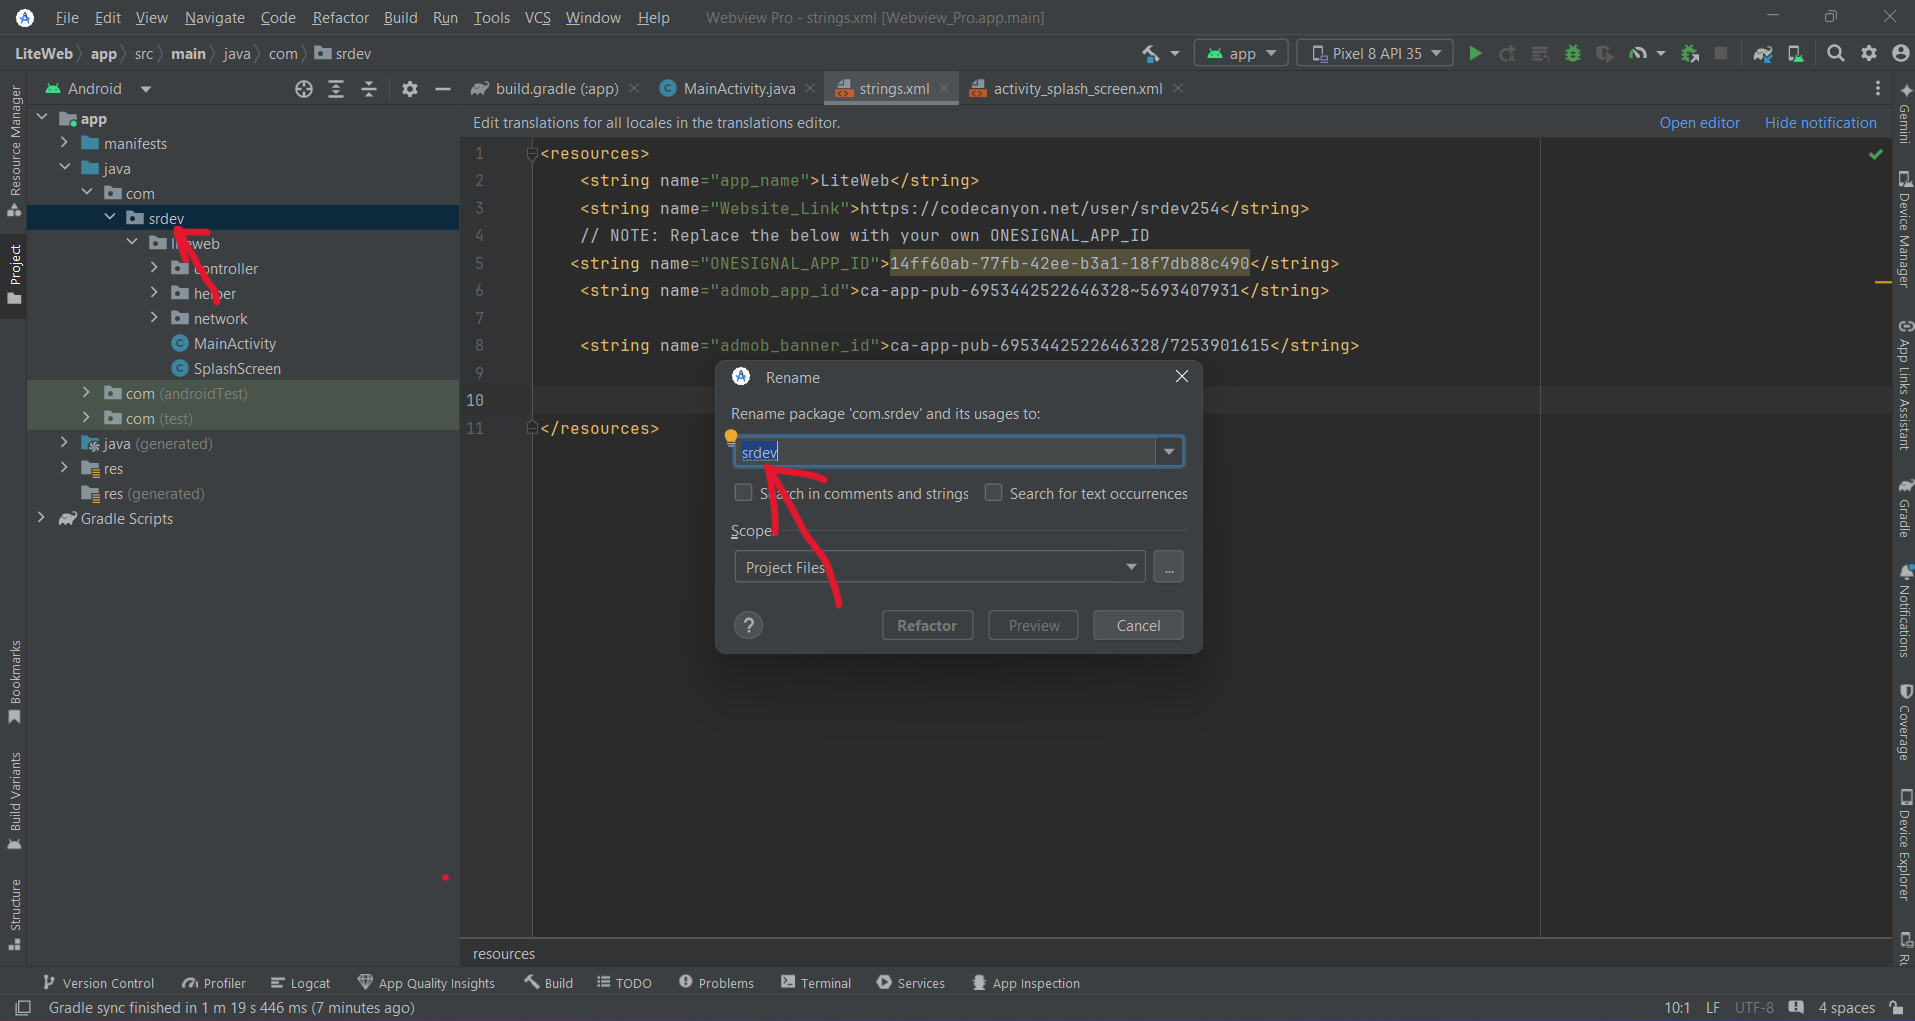 File Edit View Navigate Code Refactor Build Run Tools VCS Window Help Webview Pro - strings.xml [Webview_Pro.app.main]
LiteWeb app src main java com srdev app Pixel 8 API 35
Android
build.gradle (:app) MainActivity.java strings.xml activity_splash_screen.xml
Edit translations for all locales in the translations editor. Open editor Hide notification
Resource Manager
Project
Bookmarks
Build Variants
Structure
app
manifests
java
com
srdev
liteweb
controller
helper
network
MainActivity
SplashScreen
com (androidTest)
com (test)
java (generated)
res
res (generated)
Gradle Scripts
1 <resources>
2 <string name="app_name">LiteWeb</string>
3 <string name="Website_Link">https://codecanyon.net/user/srdev254</string>
4 // NOTE: Replace the below with your own ONESIGNAL_APP_ID
5 <string name="ONESIGNAL_APP_ID">14ff60ab-77fb-42ee-b3a1-18f7db88c490</string>
6 <string name="admob_app_id">ca-app-pub-6953442522646328~5693407931</string>
7
8 <string name="admob_banner_id">ca-app-pub-6953442522646328/7253901615</string>
9
10
11 </resources>
Rename
Rename package 'com.srdev' and its usages to:
srdev
Search in comments and strings Search for text occurrences
Scope
Project Files ...
? Refactor Preview Cancel
Gemini
Device Manager
App Links Assistant
Gradle
Notifications
Coverage
Device Explorer
resources
Version Control Profiler Logcat App Quality Insights Build TODO Problems Terminal Services App Inspection
Gradle sync finished in 1 m 19 s 446 ms (7 minutes ago) 10:1 LF UTF-8 4 spaces